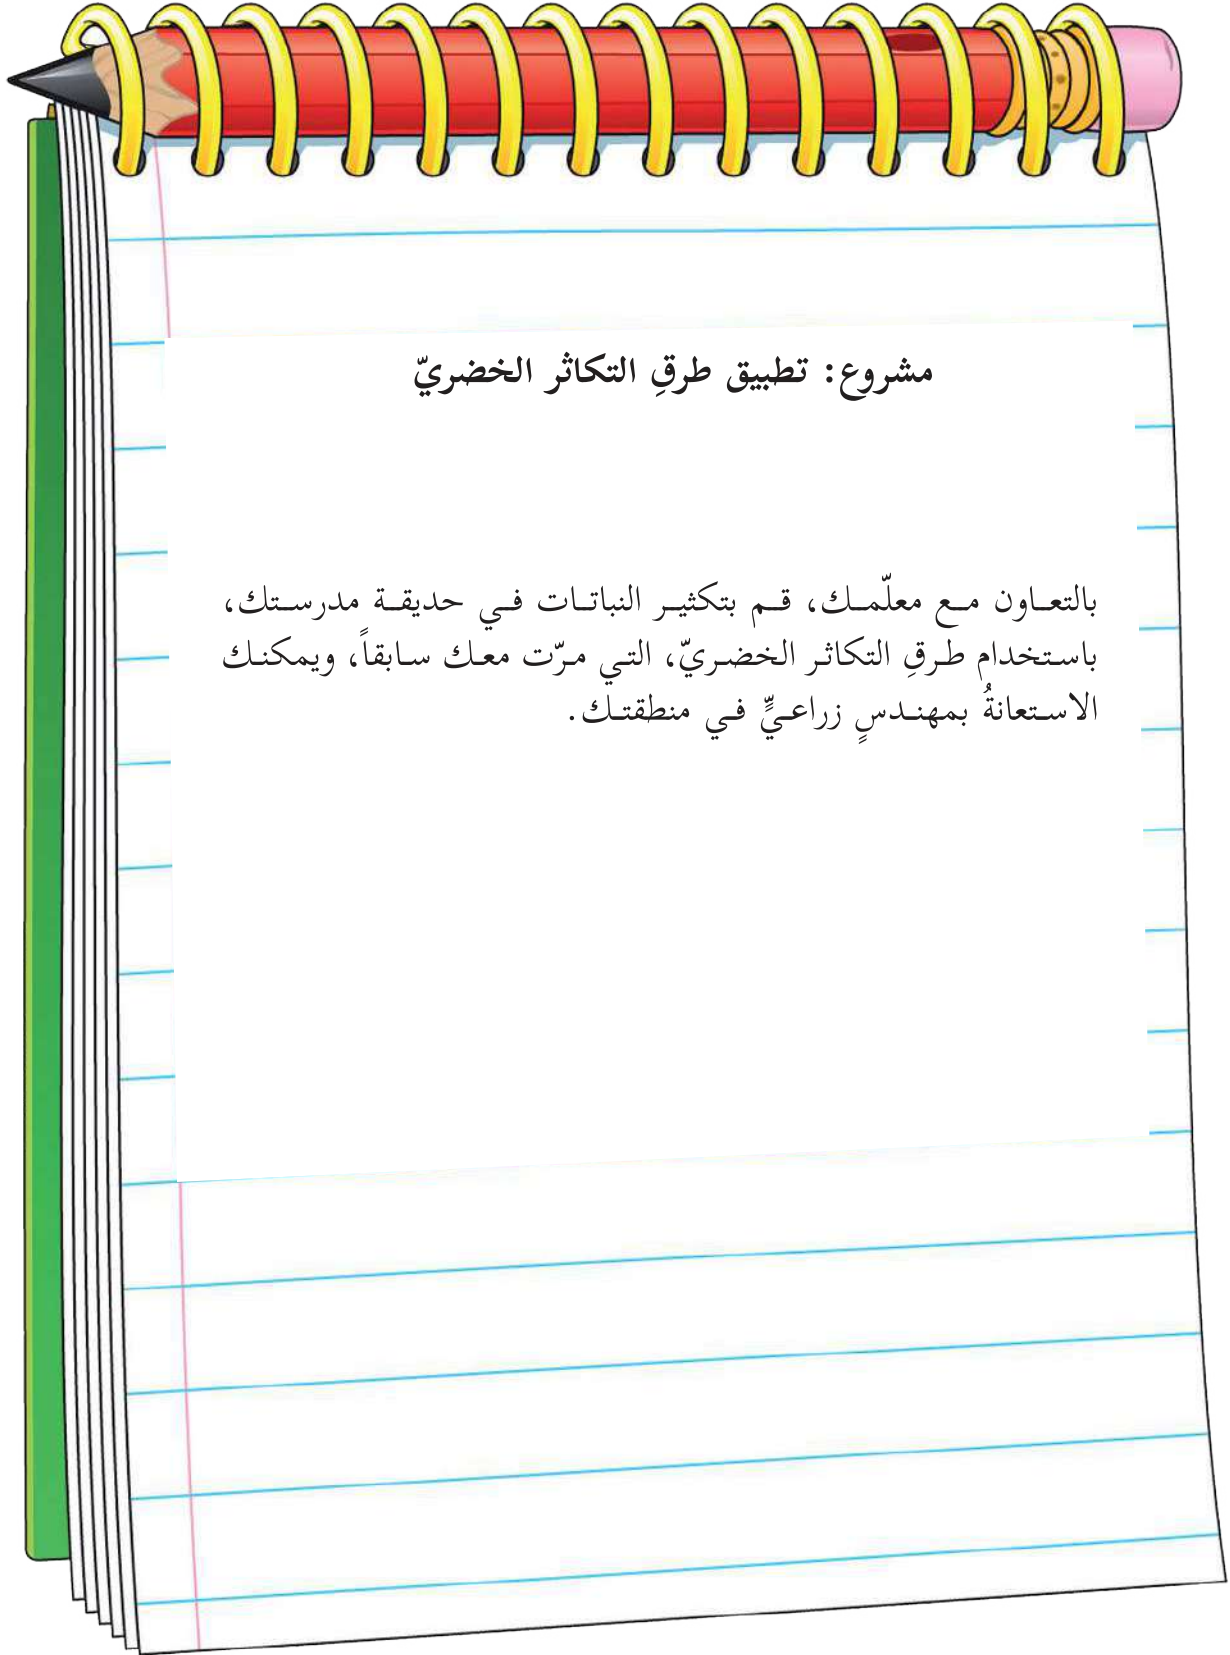 مشروع: تطبيق طرقِ التكاثر الخضريّ
بالتعاون مع معلّمك، قم بتكثير النباتات في حديقة مدرستك،
باستخدام طرقِ التكاثر الخضريّ، التي مرّت معك سابقاً، ويمكنك
الاستعانةُ بمهندسٍ زراعيٍّ في منطقتك.